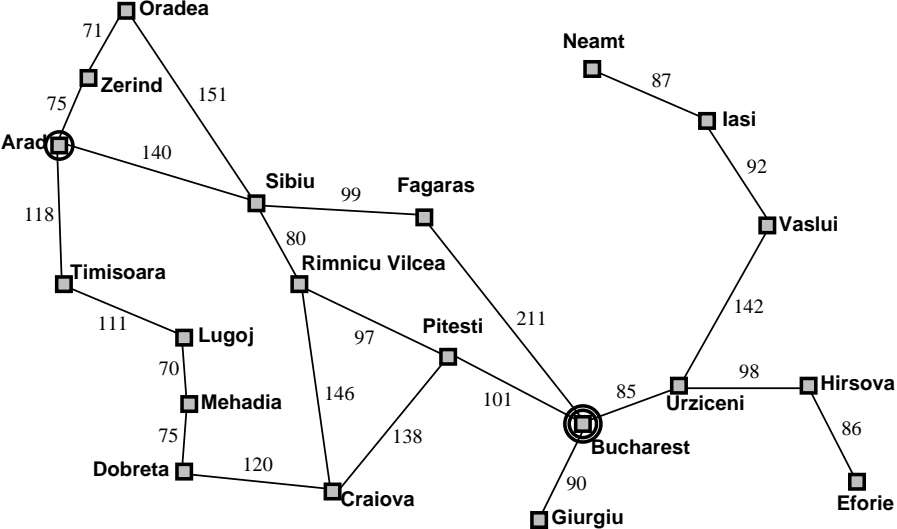 Oradea
71
Neamt
87
Zerind
151
75
Iasi
Arad
140
92
Sibiu
99
Fagaras
118
Vaslui
80
Timisoara
Rimnicu Vilcea
142
111
Lugoj
97
Pitesti
211
70
98
Hirsova
Mehadia
146
101
85
Urziceni
75
138
86
Bucharest
Dobreta
120
90
Craiova
Eforie
Giurgiu